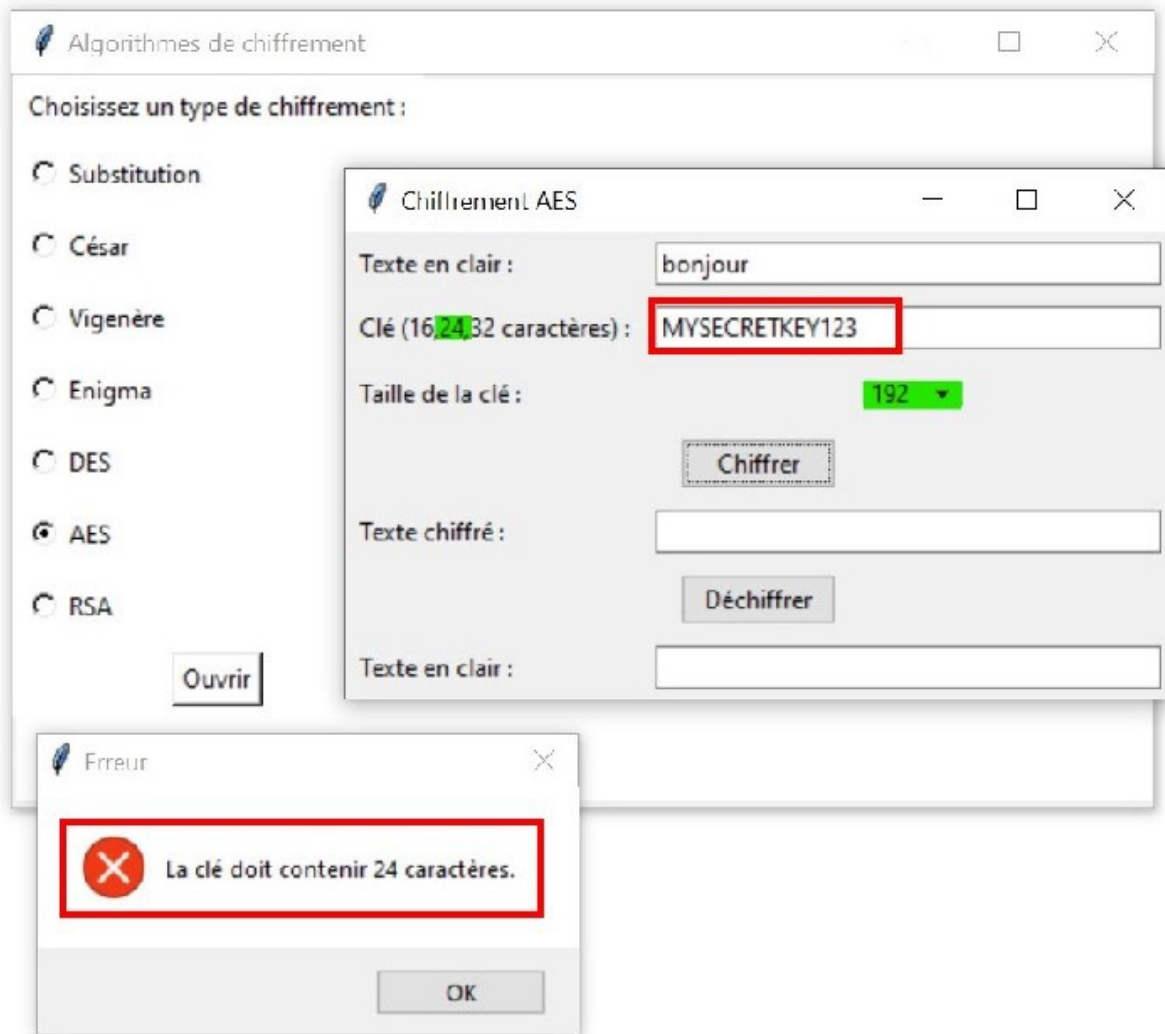 Algorithmes de chiffrement
Choisissez un type de chiffrement :
Substitution
César
Vigenère
Enigma
DES
AES
RSA
Ouvrir
Chiffrement AES
Texte en clair : bonjour
Clé (16,24,32 caractères) : MYSECRETKEY123
Taille de la clé : 192
Chiffrer
Texte chiffré :
Déchiffrer
Texte en clair :
Erreur
La clé doit contenir 24 caractères.
OK